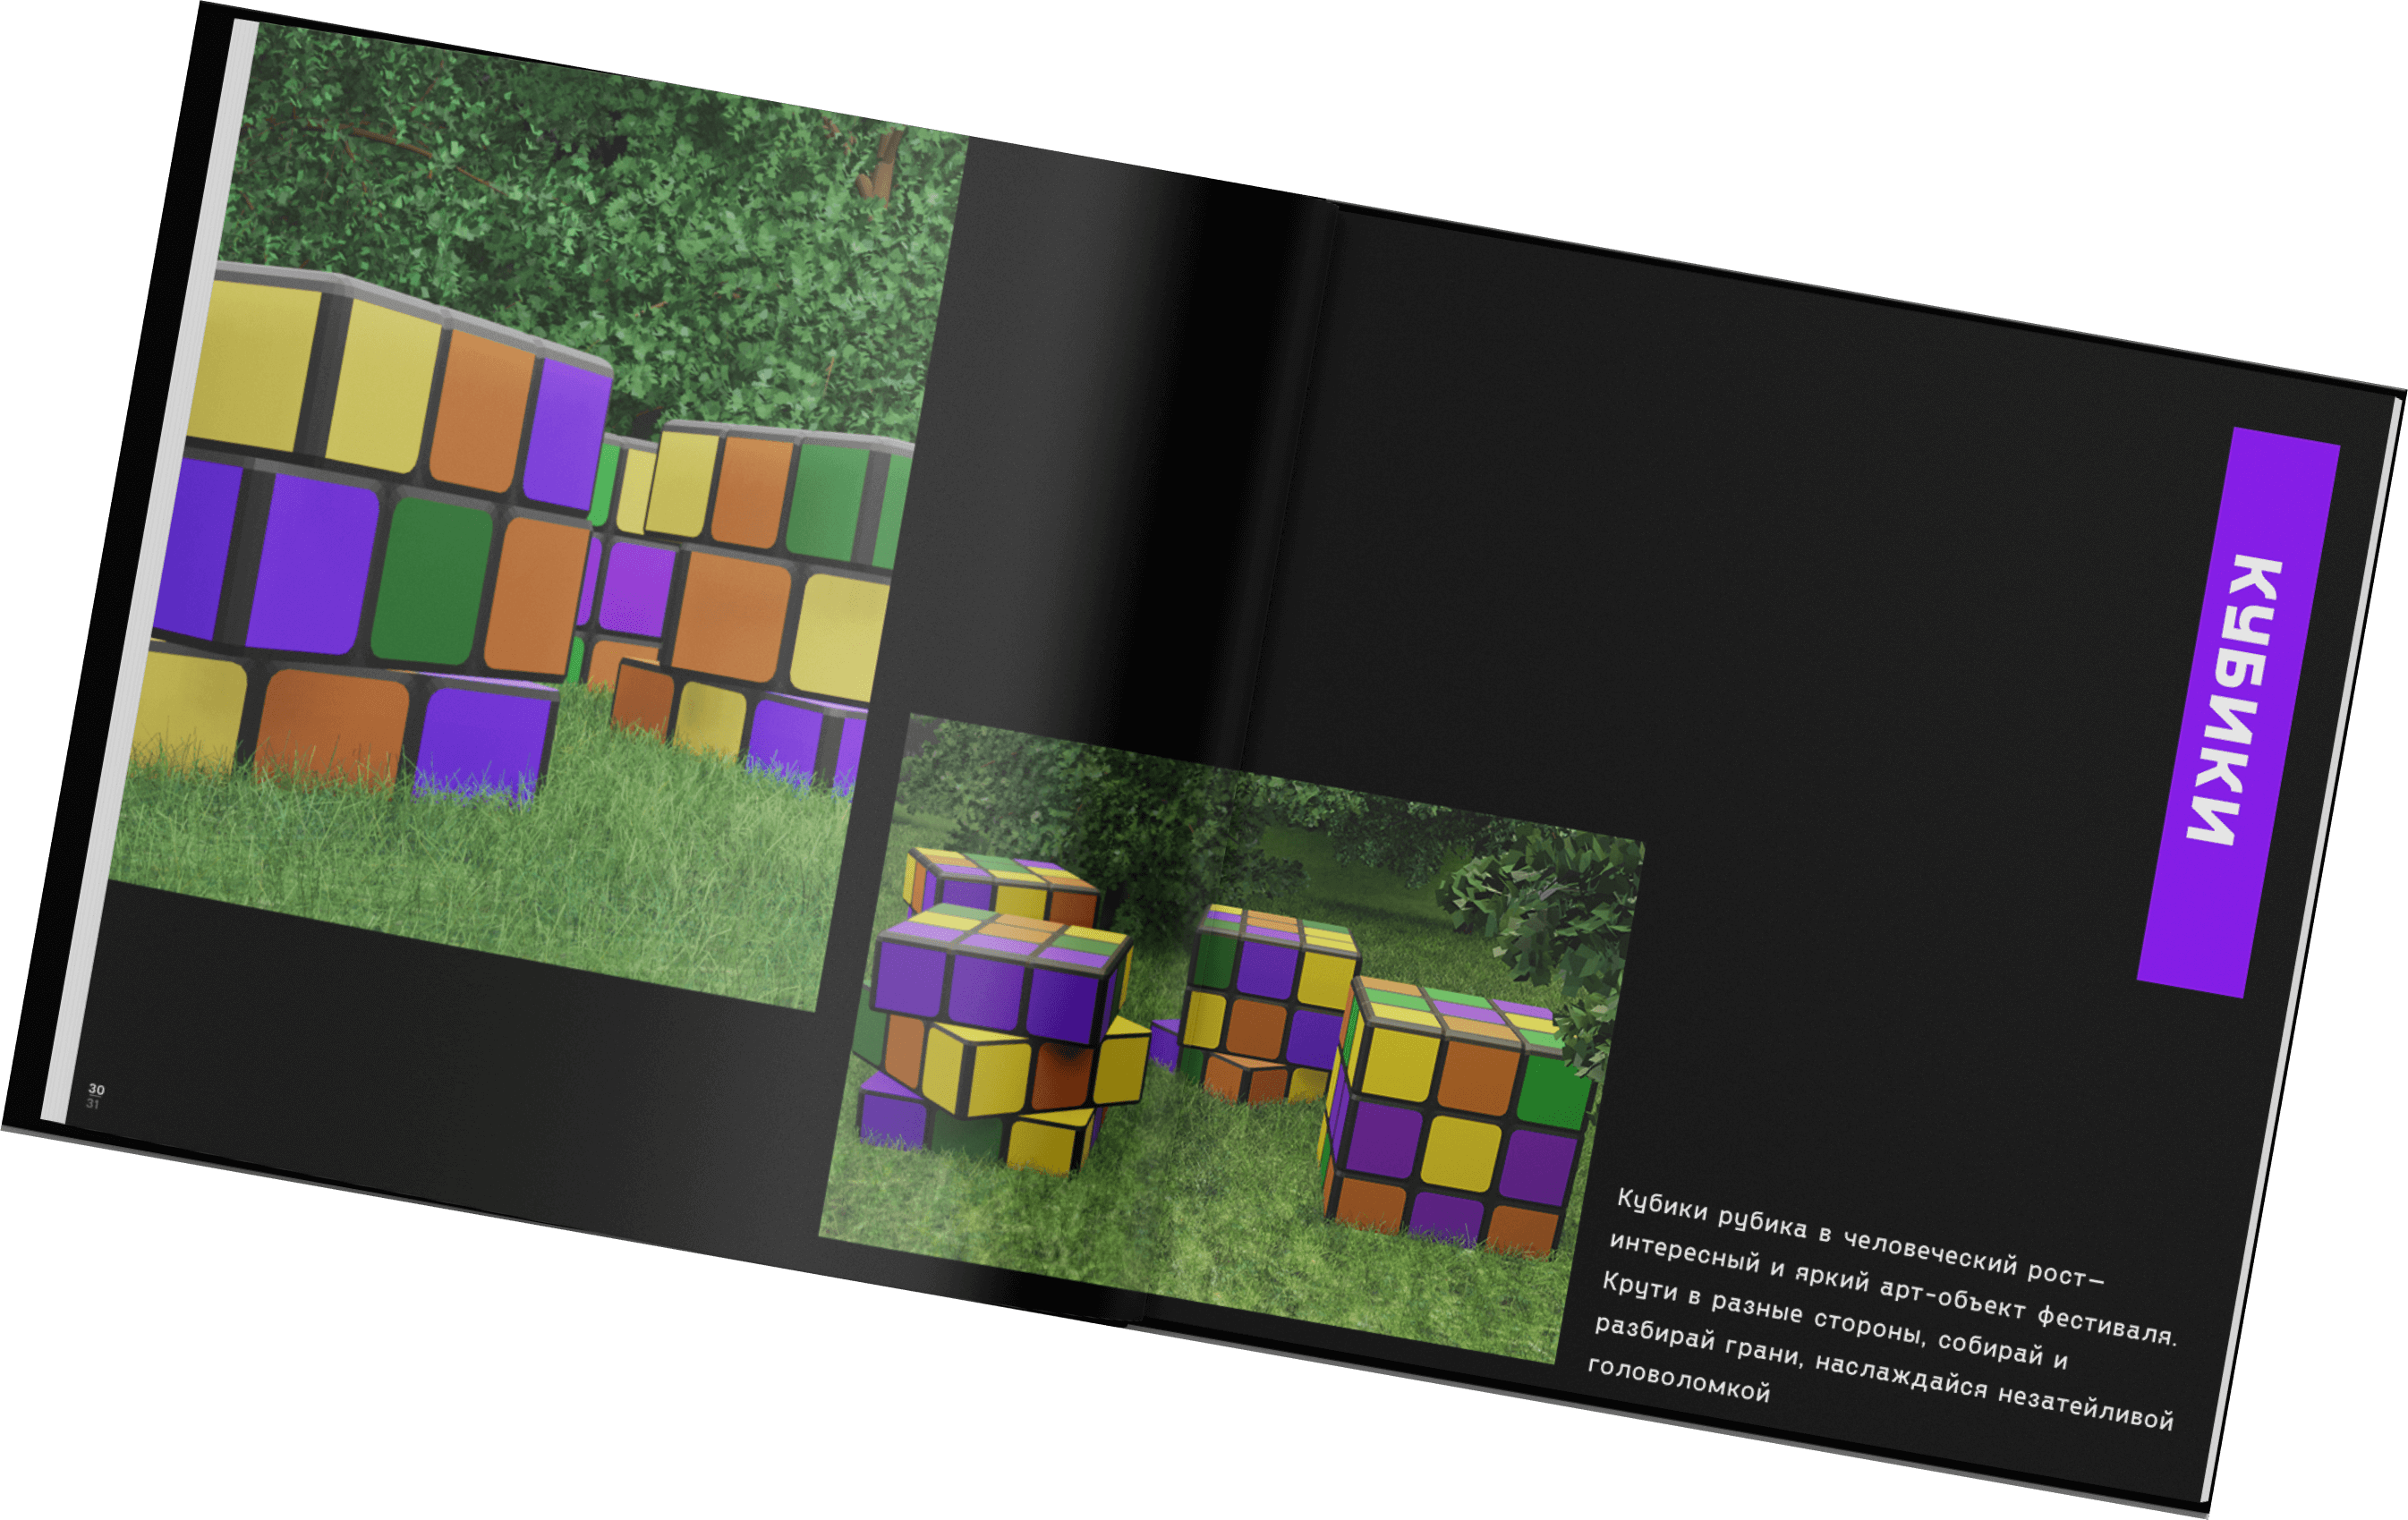 КУБИКИ
Кубики рубика в человеческий рост—
интересный и яркий арт-объект фестиваля.
Крути в разные стороны, собирай и
разбирай грани, наслаждайся незатейливой
головоломкой
30
31